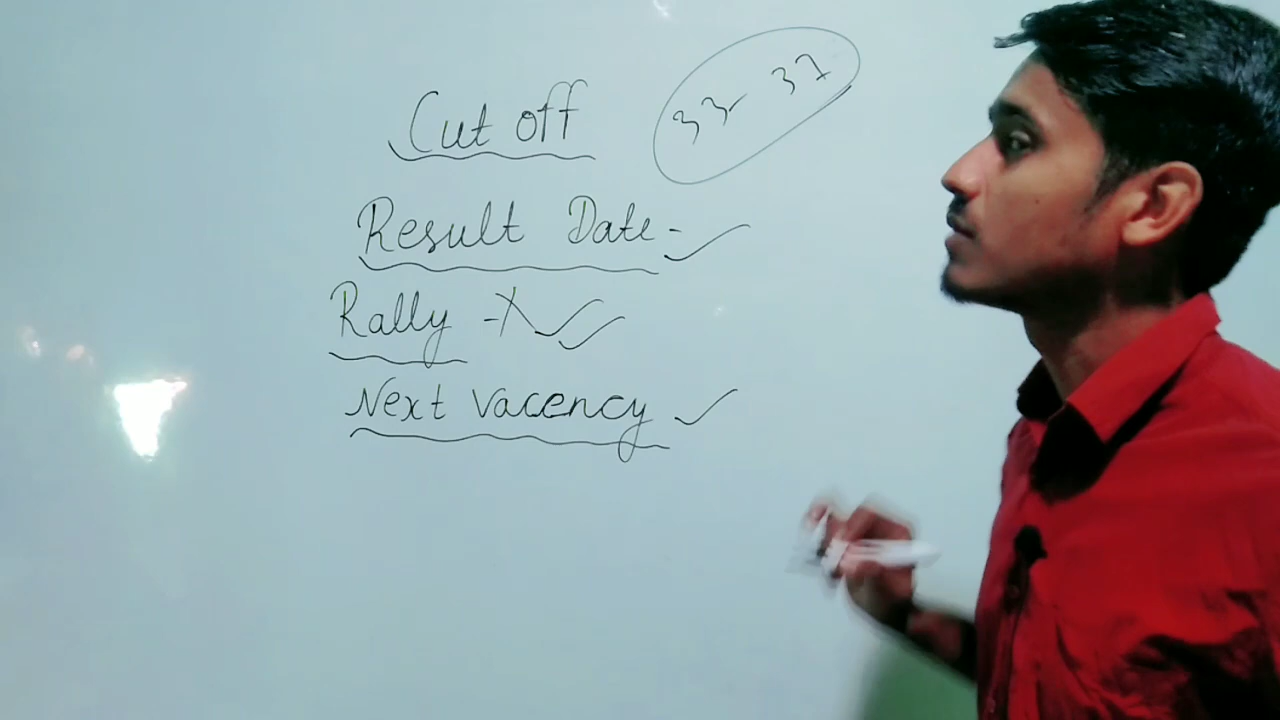 Cut off 33-37
Result Date-
Rally -X
Next Vacency